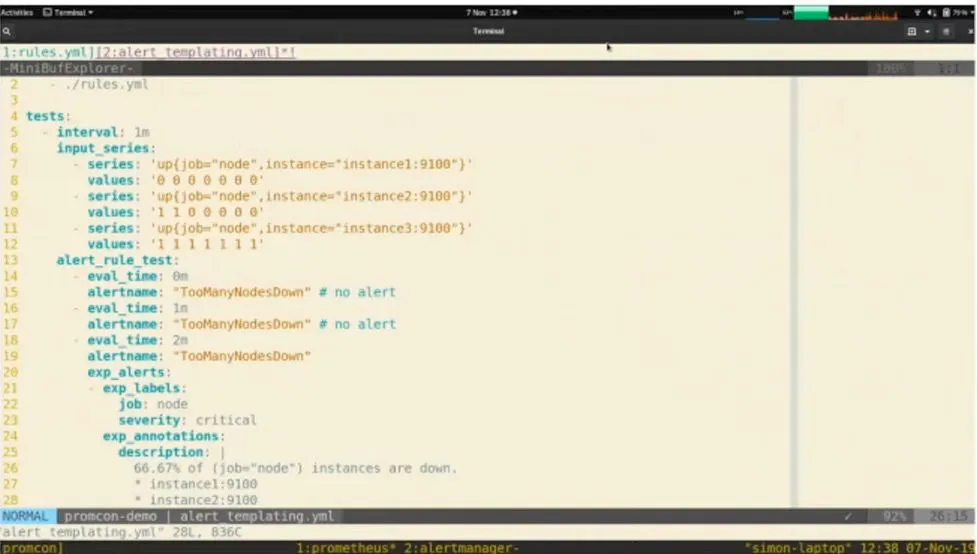 Activities Terminal
7 Nov 12:38
Terminal
1:rules.yml][2:alert_templating.yml]*!
-MiniBufExplorer- 100% 1:1
2 - ./rules.yml
3
4 tests:
5 - interval: 1m
6 input_series:
7 - series: 'up{job="node",instance="instance1:9100"}'
8 values: '0 0 0 0 0 0 0'
9 - series: 'up{job="node",instance="instance2:9100"}'
10 values: '1 1 0 0 0 0 0'
11 - series: 'up{job="node",instance="instance3:9100"}'
12 values: '1 1 1 1 1 1 1'
13 alert_rule_test:
14 - eval_time: 0m
15 alertname: "TooManyNodesDown" # no alert
16 - eval_time: 1m
17 alertname: "TooManyNodesDown" # no alert
18 - eval_time: 2m
19 alertname: "TooManyNodesDown"
20 exp_alerts:
21 - exp_labels:
22 job: node
23 severity: critical
24 exp_annotations:
25 description: |
26 66.67% of (job="node") instances are down.
27 * instance1:9100
28 * instance2:9100
NORMAL promcon-demo | alert_templating.yml ✓ 92% 26:15
"alert_templating.yml" 28L, 836C
promcon] 1:prometheus* 2:alertmanager- "simon-laptop" 12:38 07-Nov-19